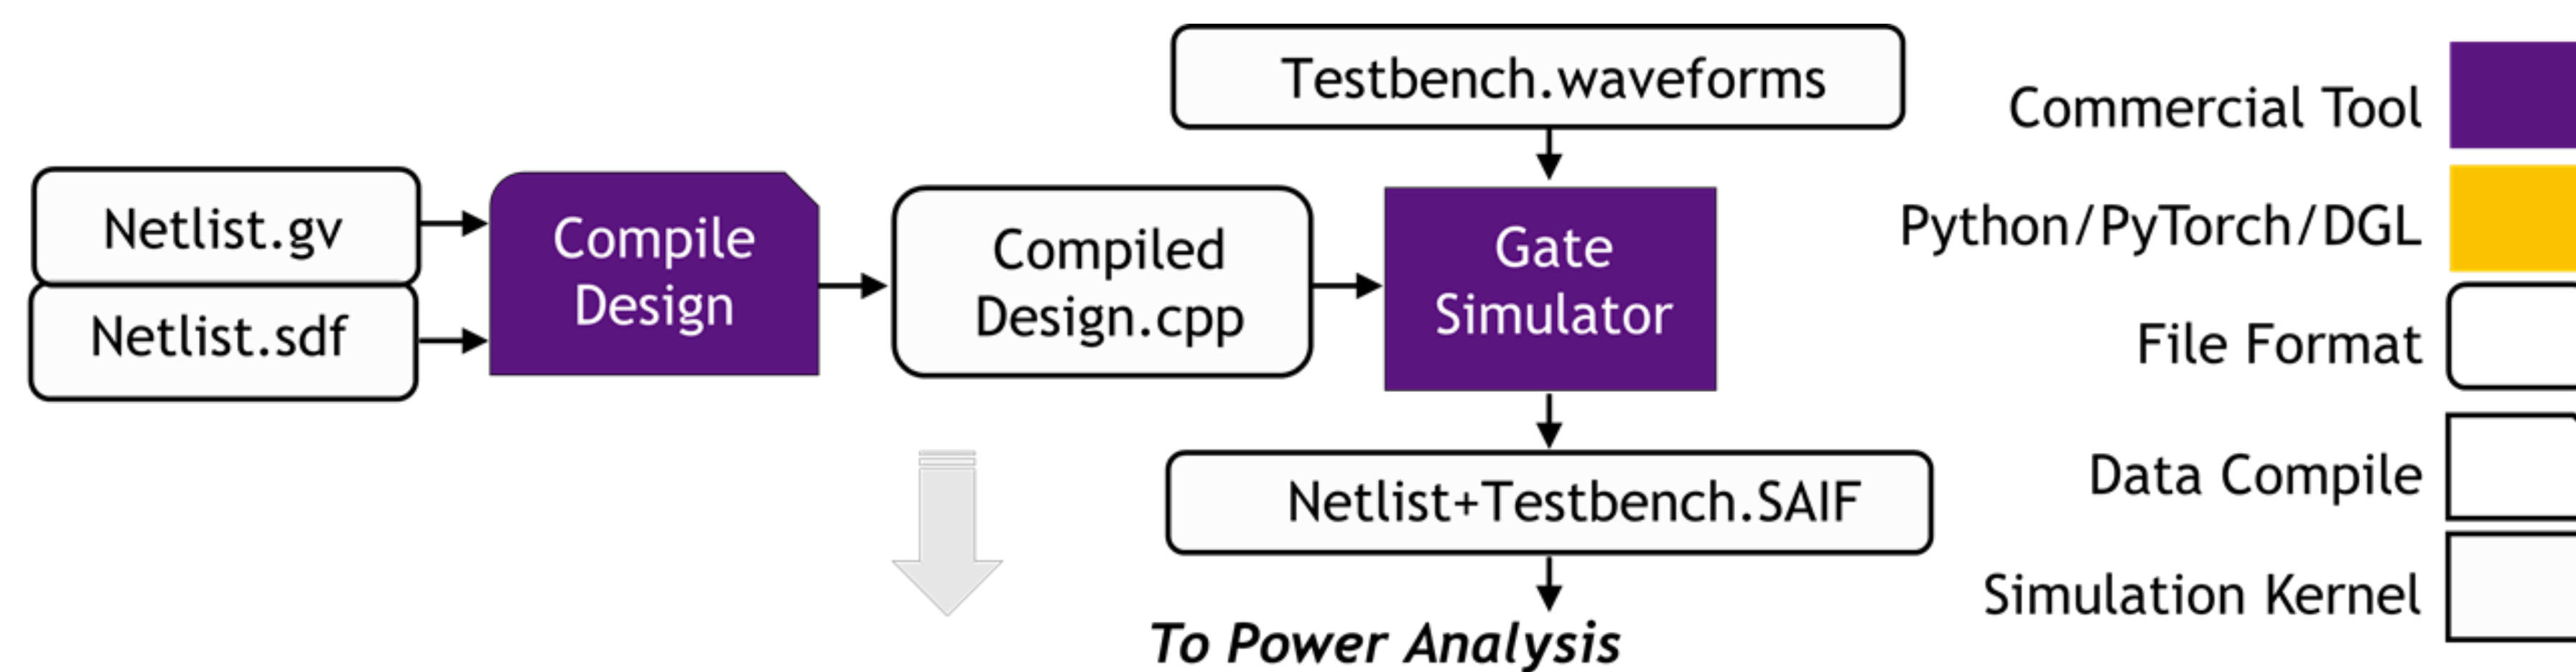 Testbench.waveforms
Netlist.gv
Netlist.sdf
Compile
Design
Compiled
Design.cpp
Gate
Simulator
Netlist+Testbench.SAIF
To Power Analysis
Commercial Tool
Python/PyTorch/DGL
File Format
Data Compile
Simulation Kernel